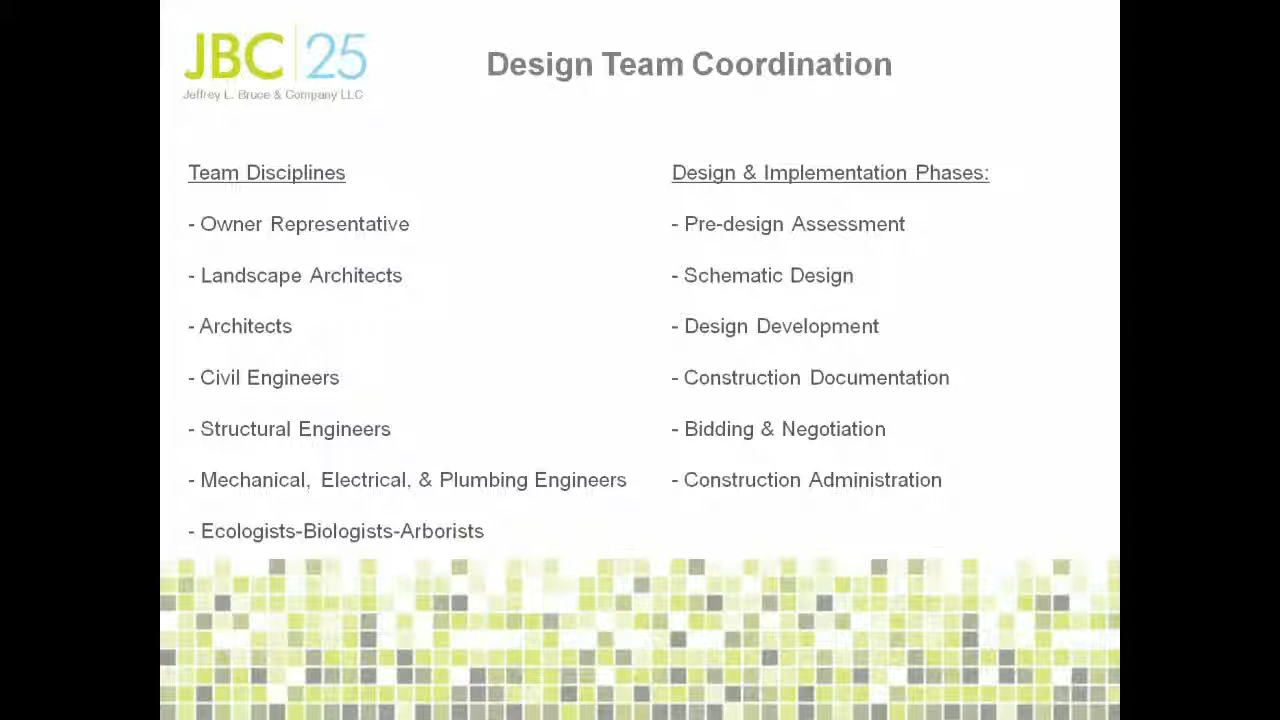 JBC 25
Jeffrey L. Bruce & Company LLC
Design Team Coordination
Team Disciplines
- Owner Representative
- Landscape Architects
- Architects
- Civil Engineers
- Structural Engineers
- Mechanical, Electrical, & Plumbing Engineers
- Ecologists-Biologists-Arborists
Design & Implementation Phases:
- Pre-design Assessment
- Schematic Design
- Design Development
- Construction Documentation
- Bidding & Negotiation
- Construction Administration